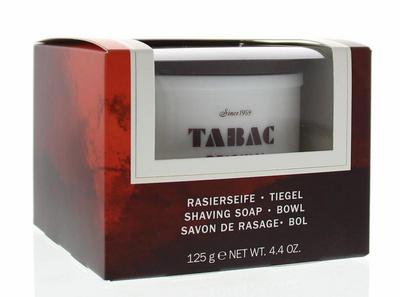 Since 1959
TABAC
RASIERSEIFE · TIEGEL
SHAVING SOAP · BOWL
SAVON DE RASAGE · BOL
125 g e NET WT. 4.4 OZ.